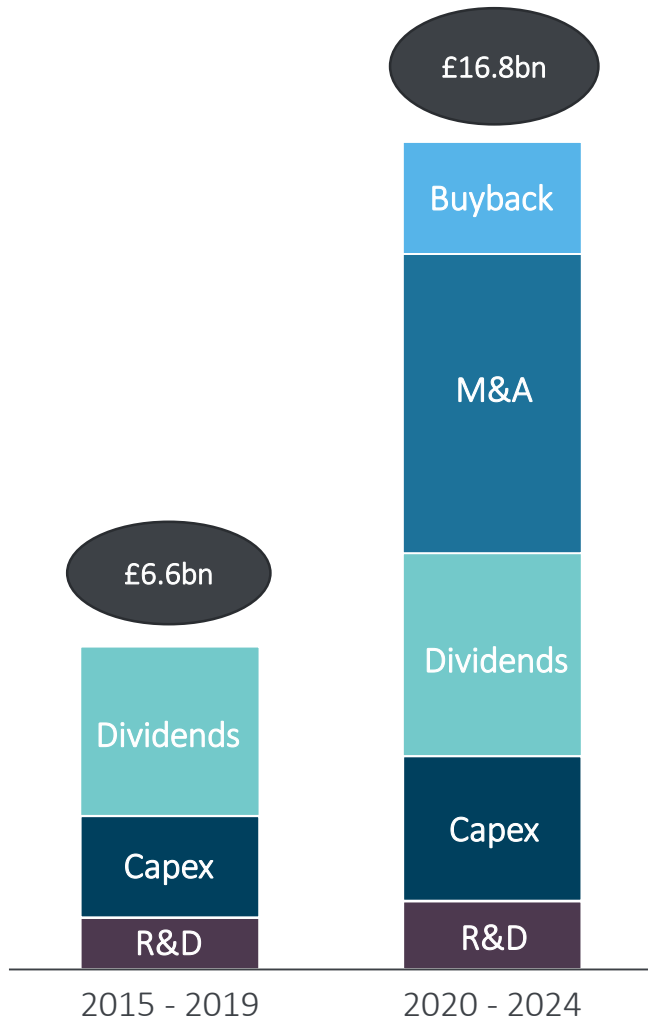 £16.8bn
Buyback
M&A
£6.6bn
Dividends
Dividends
Capex
Capex
R&D
R&D
2015 - 2019
2020 - 2024